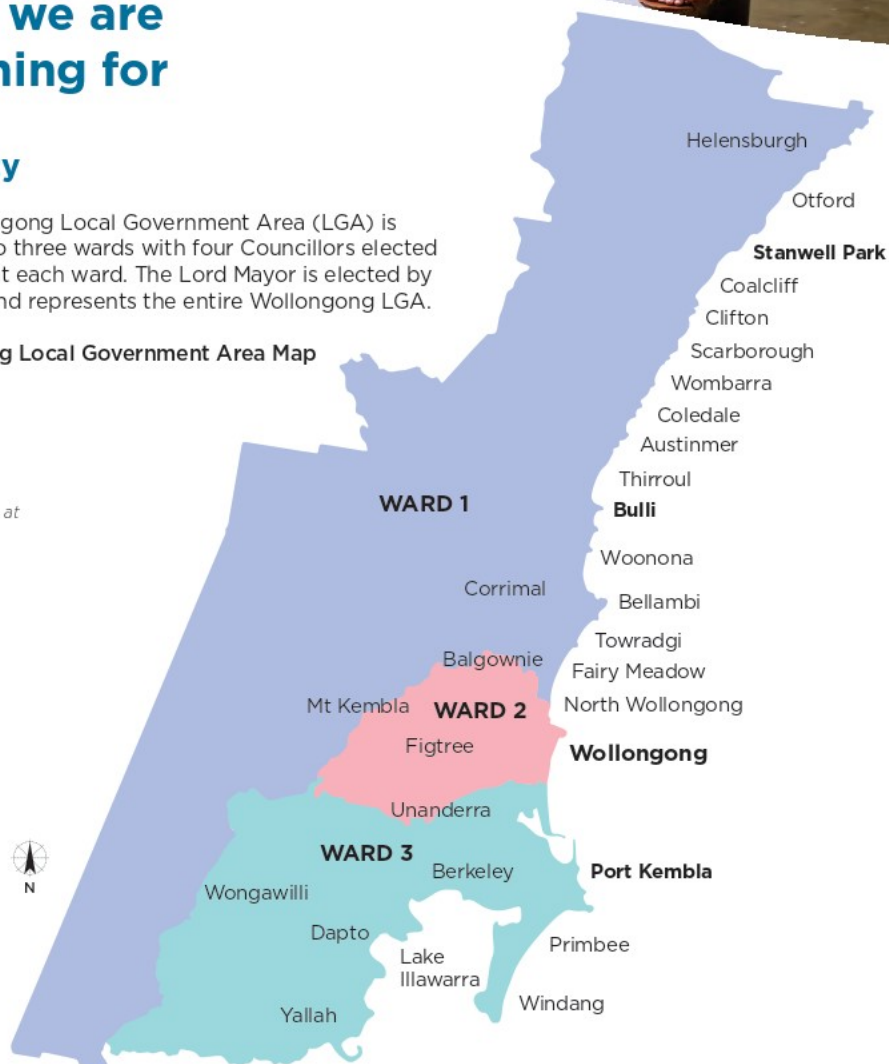 we are
ning for
y
gong Local Government Area (LGA) is
o three wards with four Councillors elected
t each ward. The Lord Mayor is elected by
nd represents the entire Wollongong LGA.
g Local Government Area Map
at
Helensburgh
Otford
Stanwell Park
Coalcliff
Clifton
Scarborough
Wombarra
Coledale
Austinmer
Thirroul
WARD 1
Bulli
Woonona
Corrimal
Bellambi
Towradgi
Balgownie
Fairy Meadow
Mt Kembla
WARD 2
North Wollongong
Figtree
Wollongong
Unanderra
WARD 3
Berkeley
Port Kembla
N
Wongawilli
Dapto
Primbee
Lake
Illawarra
Windang
Yallah